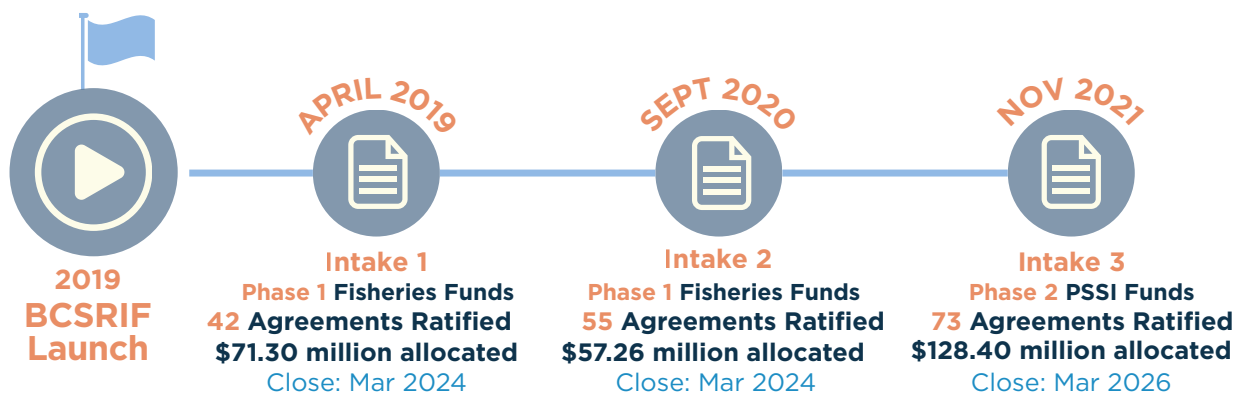 2019
BCSRIF
Launch
APRIL 2019
Intake 1
Phase 1 Fisheries Funds
42 Agreements Ratified
$71.30 million allocated
Close: Mar 2024
SEPT 2020
Intake 2
Phase 1 Fisheries Funds
55 Agreements Ratified
$57.26 million allocated
Close: Mar 2024
NOV 2021
Intake 3
Phase 2 PSSI Funds
73 Agreements Ratified
$128.40 million allocated
Close: Mar 2026